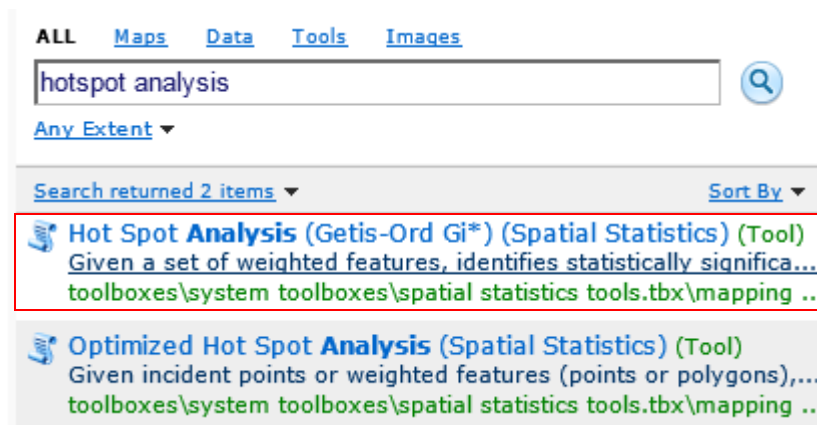 ALL Maps Data Tools Images
hotspot analysis
Any Extent
Search returned 2 items Sort By
Hot Spot Analysis (Getis-Ord Gi*) (Spatial Statistics) (Tool)
Given a set of weighted features, identifies statistically significa...
toolboxes\system toolboxes\spatial statistics tools.tbx\mapping ..
Optimized Hot Spot Analysis (Spatial Statistics) (Tool)
Given incident points or weighted features (points or polygons),...
toolboxes\system toolboxes\spatial statistics tools.tbx\mapping ..